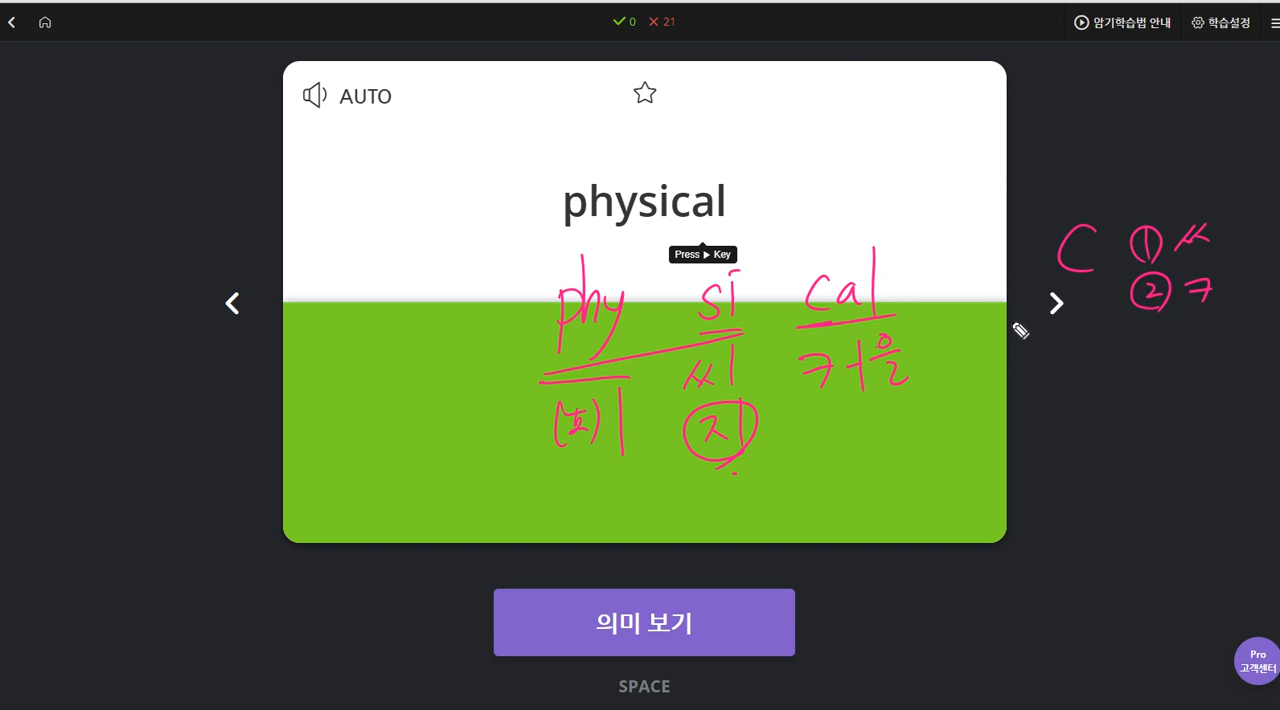 0 21 암기학습법 안내 학습설정
AUTO
physical
Press ▶ Key
phy si cal
C ① ㅆ
② ㅋ
씨 커을
지
의미 보기
SPACE
Pro
고객센터